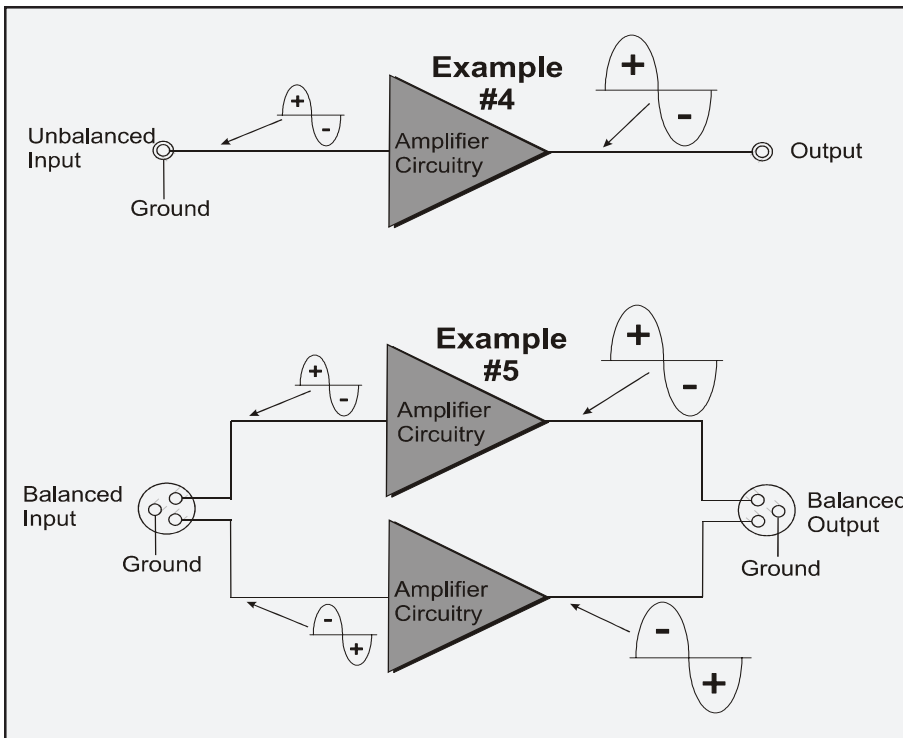 Example
#4
+
-
+
-
Unbalanced
Input
Amplifier
Circuitry
Output
Ground
Example
#5
+
-
+
-
Amplifier
Circuitry
Balanced
Input
Balanced
Output
Ground
Ground
Amplifier
Circuitry
-
+
-
+